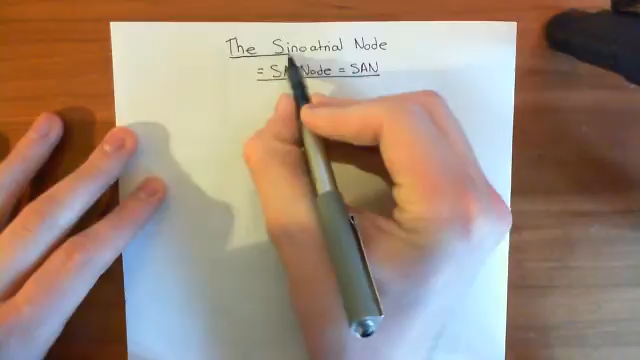 The Sinoatrial Node
= SA Node = SAN